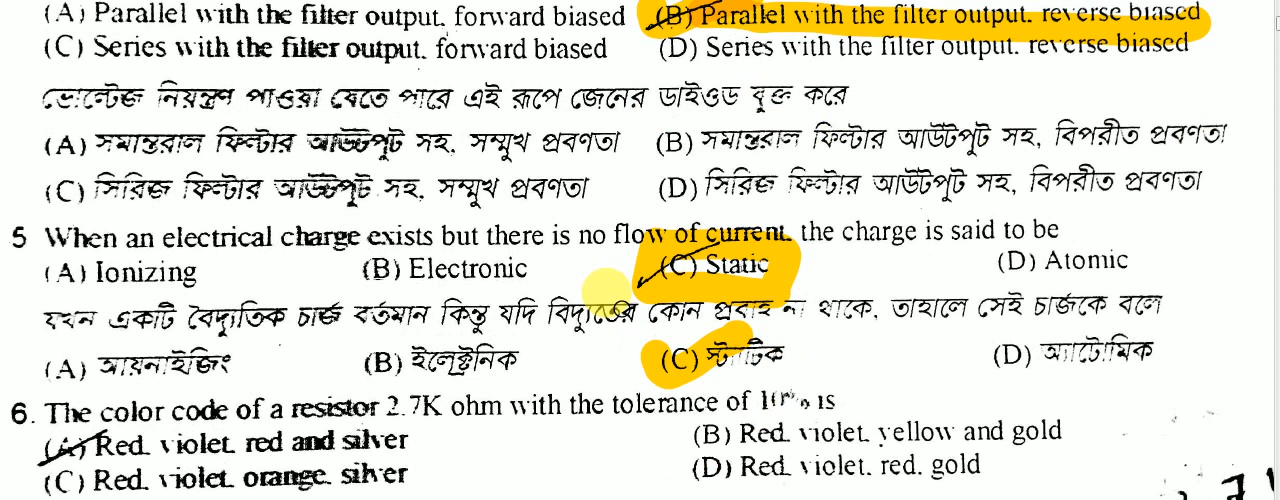 (A) Parallel with the filter output. forward biased (B) Parallel with the filter output. reverse biased
(C) Series with the filter output. forward biased (D) Series with the filter output. reverse biased
ভোল্টেজ নিয়ন্ত্রণ পাওয়া যেতে পারে এই রূপে জেনের ডাইওড যুক্ত করে
(A) সমান্তরাল ফিল্টার আউটপুট সহ, সম্মুখ প্রবণতা (B) সমান্তরাল ফিল্টার আউটপুট সহ, বিপরীত প্রবণতা
(C) সিরিজ ফিল্টার আউটপুট সহ, সম্মুখ প্রবণতা (D) সিরিজ ফিল্টার আউটপুট সহ, বিপরীত প্রবণতা
5 When an electrical charge exists but there is no flow of current. the charge is said to be
(A) Ionizing (B) Electronic (C) Static (D) Atomic
যখন একটি বৈদ্যুতিক চার্জ বর্তমান কিন্তু যদি বিদ্যুতের কোন প্রবাহ না থাকে, তাহলে সেই চার্জকে বলে
(A) আয়নাইজিং (B) ইলেক্ট্রনিক (C) স্ট্যাটিক (D) অ্যাটোমিক
6. The color code of a resistor 2.7K ohm with the tolerance of 10% is
(A) Red. violet. red and silver (B) Red. violet. yellow and gold
(C) Red. violet. orange. silver (D) Red. violet. red. gold